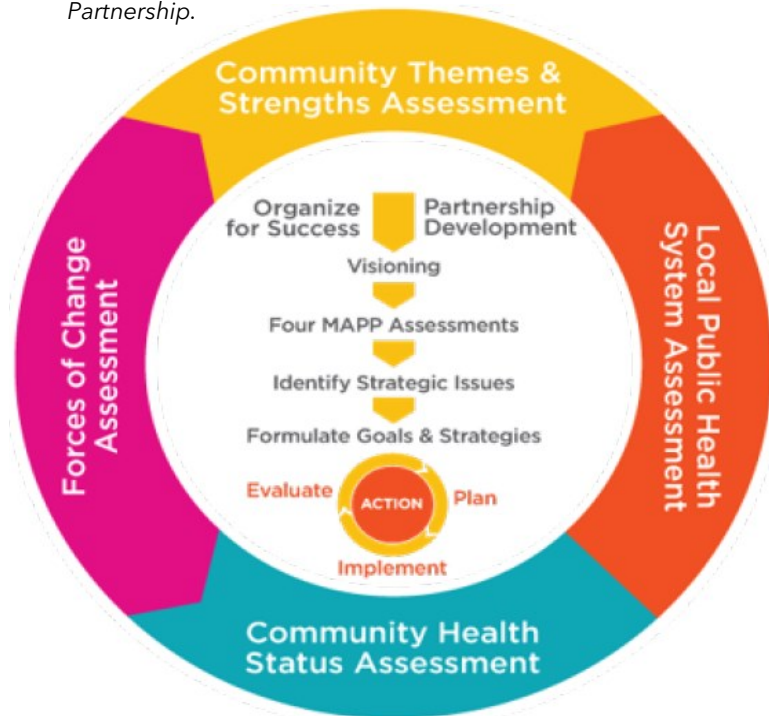 Partnership.
Community Themes &
Strengths Assessment
Organize
for Success
Partnership
Development
Visioning
Four MAPP Assessments
Identify Strategic Issues
Formulate Goals & Strategies
Evaluate
ACTION
Plan
Implement
Forces of Change
Assessment
Local Public Health
System Assessment
Community Health
Status Assessment